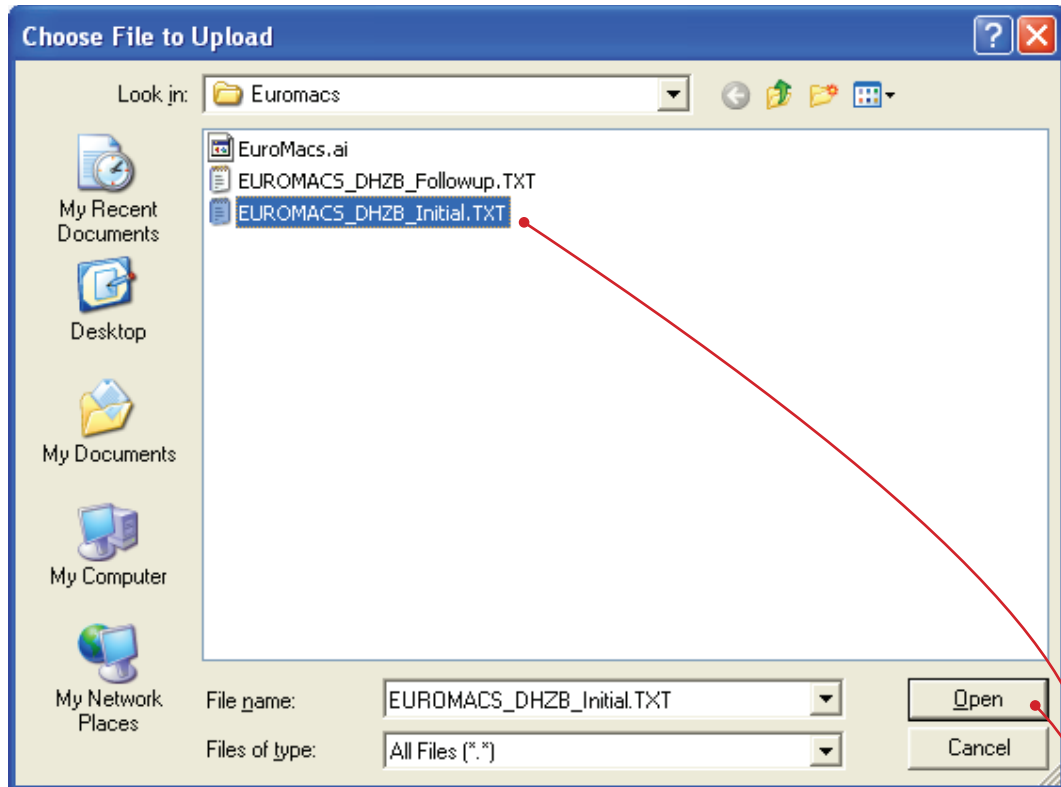 Choose File to Upload
Look in:
Euromacs
My Recent
Documents
Desktop
My Documents
My Computer
My Network
Places
EuroMacs.ai
EUROMACS_DHZB_Followup.TXT
EUROMACS_DHZB_Initial.TXT
File name:
EUROMACS_DHZB_Initial.TXT
Open
Files of type:
All Files (*.*)
Cancel